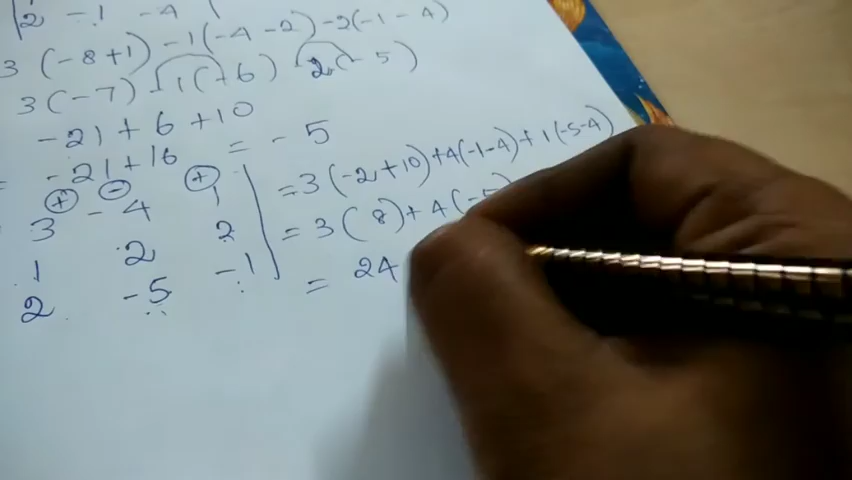 |2 -1 -4|
3 (-8+1) -1(-4-2) -2(-1-4)
3(-7) -1(-6) -2(-5)
-21 + 6 + 10
= -21+16 = -5
+ - +
3 -4 1 | = 3(-2+10)+4(-1-4)+1(-5-4)
1 2 2 | = 3(8)+4(-5)
2 -5 -1 | = 24